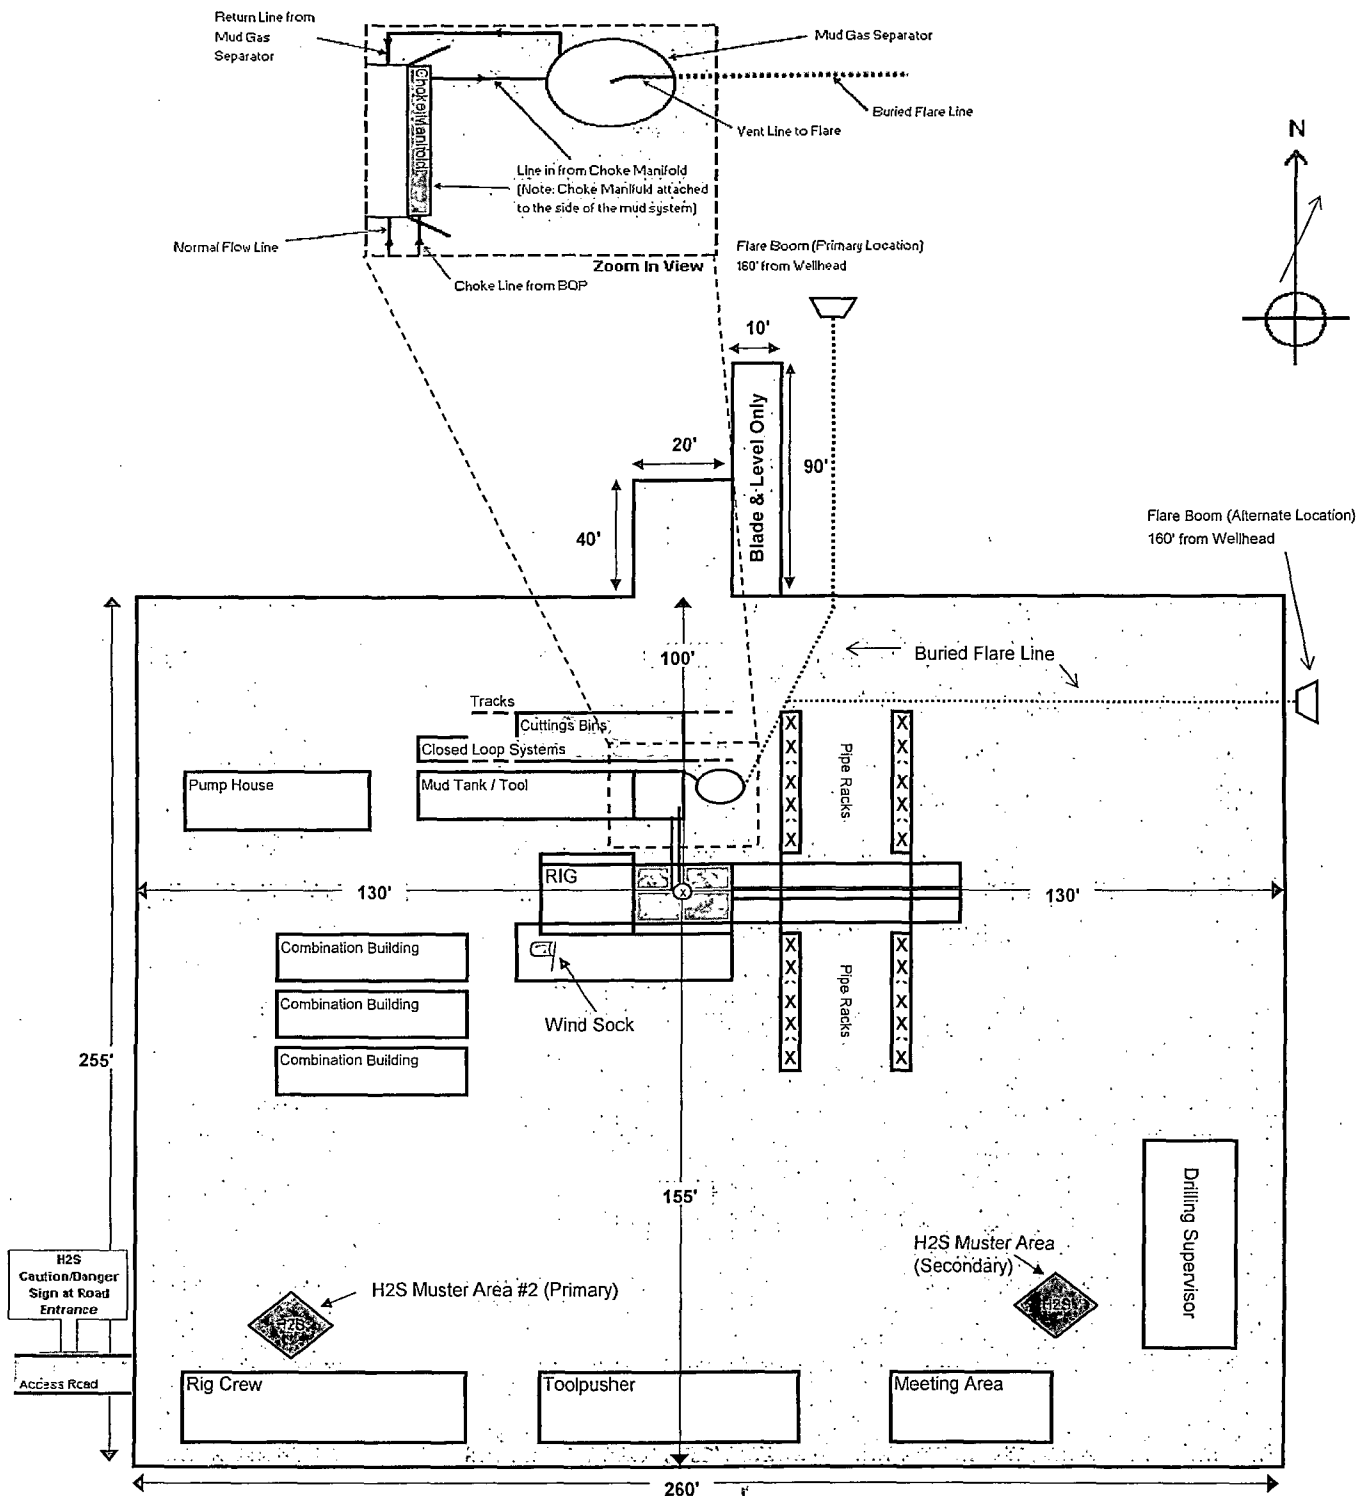 Return Line from
Mud Gas
Separator
Mud Gas Separator
Choke Manifold
Buried Flare Line
Vent Line to Flare
Line in from Choke Manifold
(Note: Choke Manifold attached
to the side of the mud system)
Normal Flow Line
Choke Line from BOP
Zoom In View
N
Flare Boom (Primary Location)
160' from Wellhead
10'
Blade & Level Only
90'
20'
40'
Flare Boom (Alternate Location)
160' from Wellhead
100'
Buried Flare Line
Tracks
Cuttings Bins
Closed Loop Systems
Pump House
Mud Tank / Tool
X
X
X
X
X
Pipe Racks
X
X
X
X
X
RIG
X
130'
130'
Combination Building
Combination Building
Combination Building
Wind Sock
X
X
X
X
X
Pipe Racks
X
X
X
X
X
255'
155'
Drilling Supervisor
H2S
Caution/Danger
Sign at Road
Entrance
Access Road
H2S Muster Area #2 (Primary)
H2S Muster Area
(Secondary)
H2S
Rig Crew
Toolpusher
Meeting Area
260'